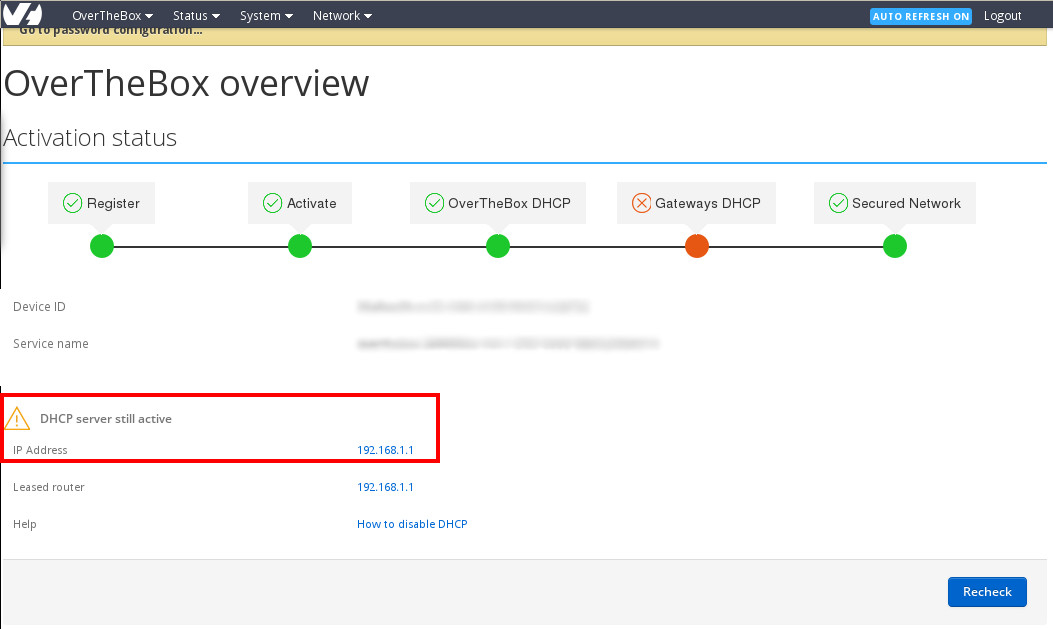 OverTheBox Status System Network AUTO REFRESH ON Logout
Go to password configuration...
OverTheBox overview
Activation status
Register Activate OverTheBox DHCP Gateways DHCP Secured Network
Device ID
Service name
DHCP server still active
IP Address 192.168.1.1
Leased router 192.168.1.1
Help How to disable DHCP
Recheck